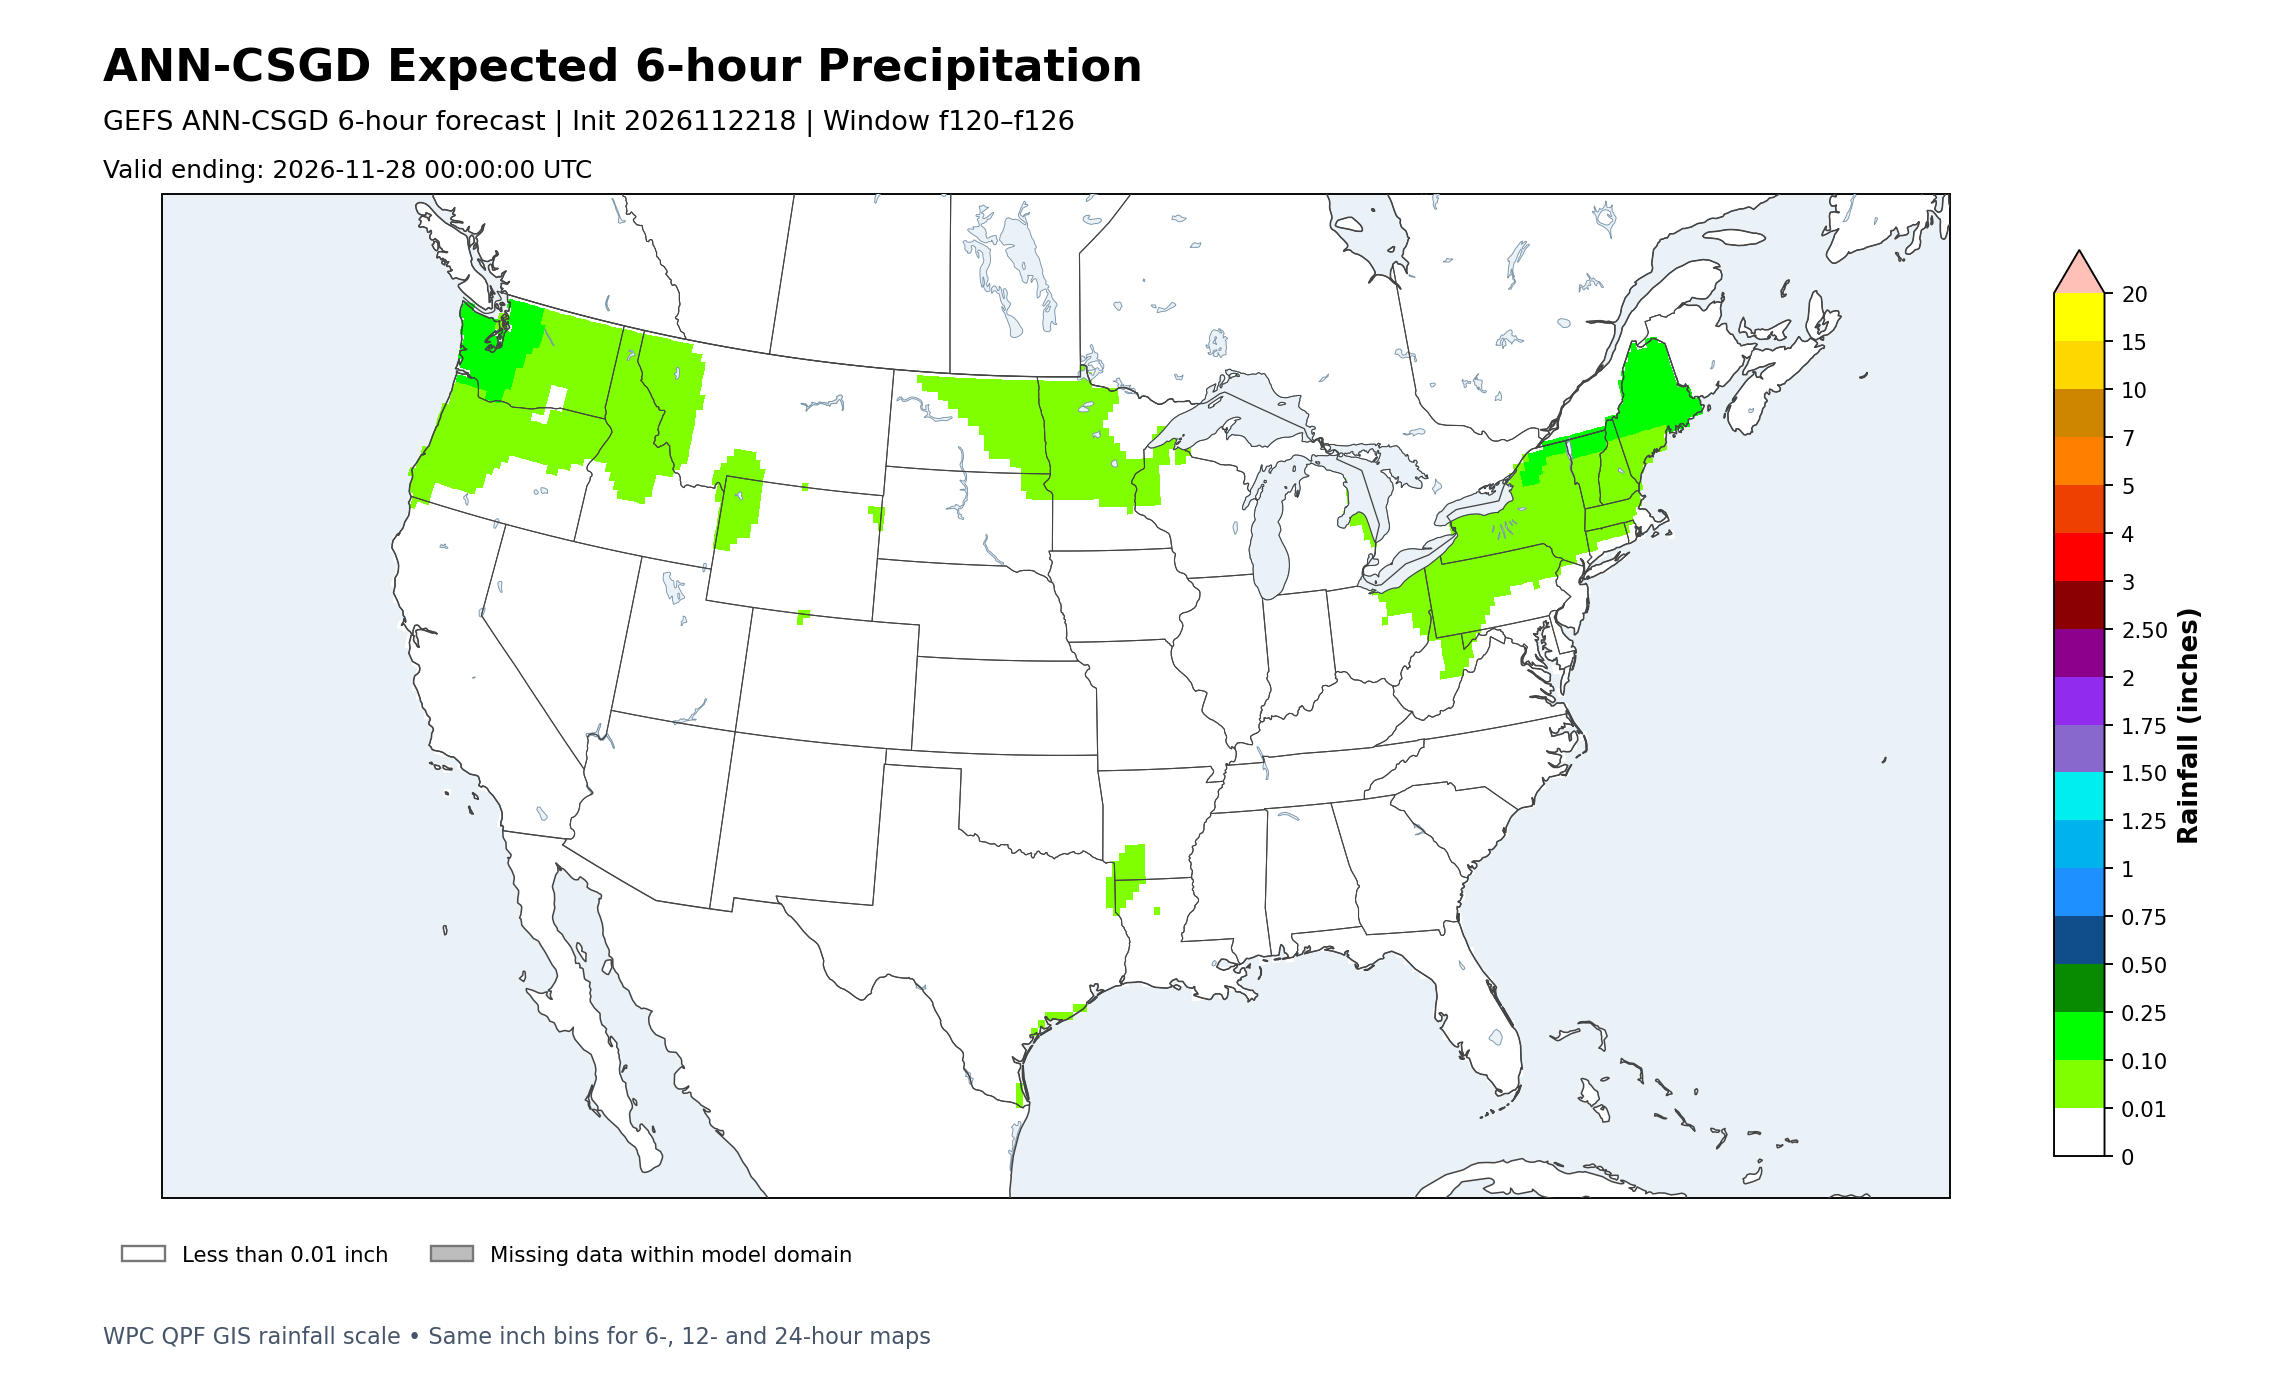 ANN-CSGD Expected 6-hour Precipitation
GEFS ANN-CSGD 6-hour forecast | Init 2026112218 | Window f120–f126
Valid ending: 2026-11-28 00:00:00 UTC
20
15
10
7
5
4
3
2.50
2
1.75
1.50
1.25
1
0.75
0.50
0.25
0.10
0.01
0
Rainfall (inches)
Less than 0.01 inch
Missing data within model domain
WPC QPF GIS rainfall scale • Same inch bins for 6-, 12- and 24-hour maps